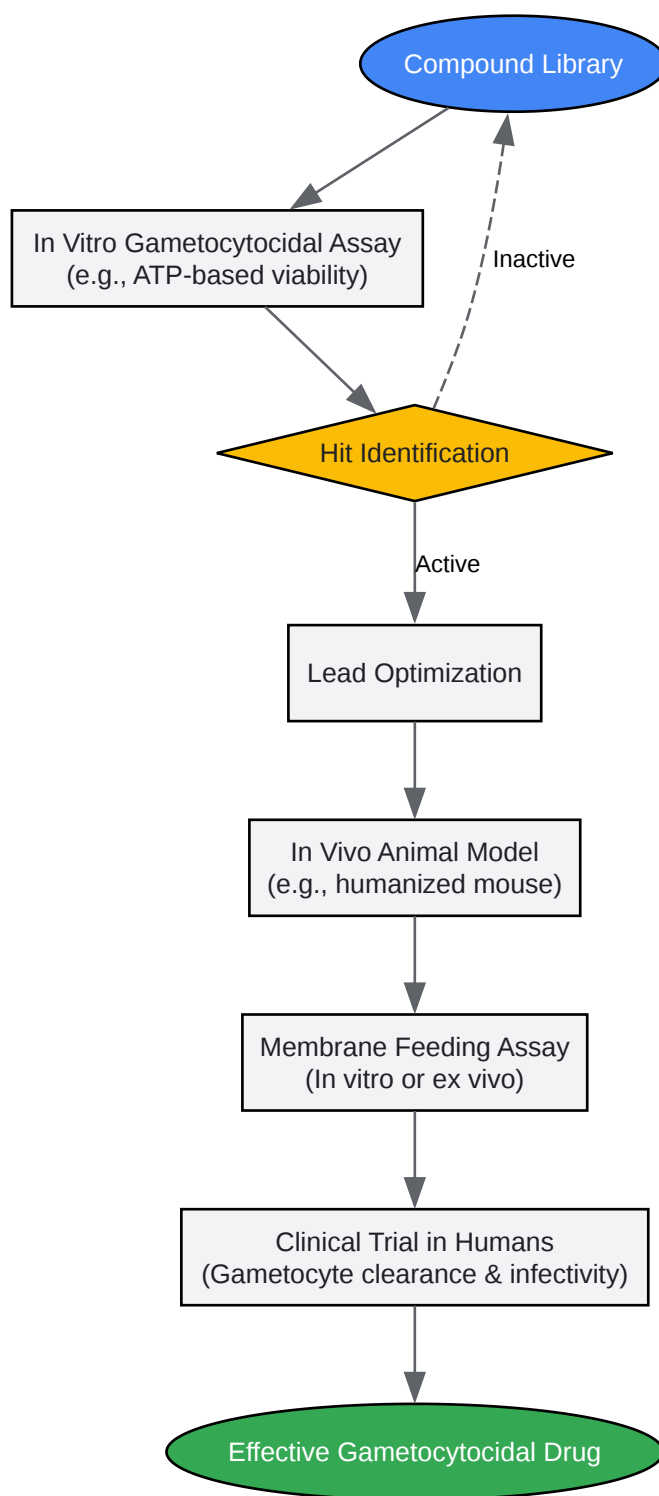 Compound Library
In Vitro Gametocytocidal Assay
(e.g., ATP-based viability)
Inactive
Hit Identification
Active
Lead Optimization
In Vivo Animal Model
(e.g., humanized mouse)
Membrane Feeding Assay
(In vitro or ex vivo)
Clinical Trial in Humans
(Gametocyte clearance & infectivity)
Effective Gametocytocidal Drug